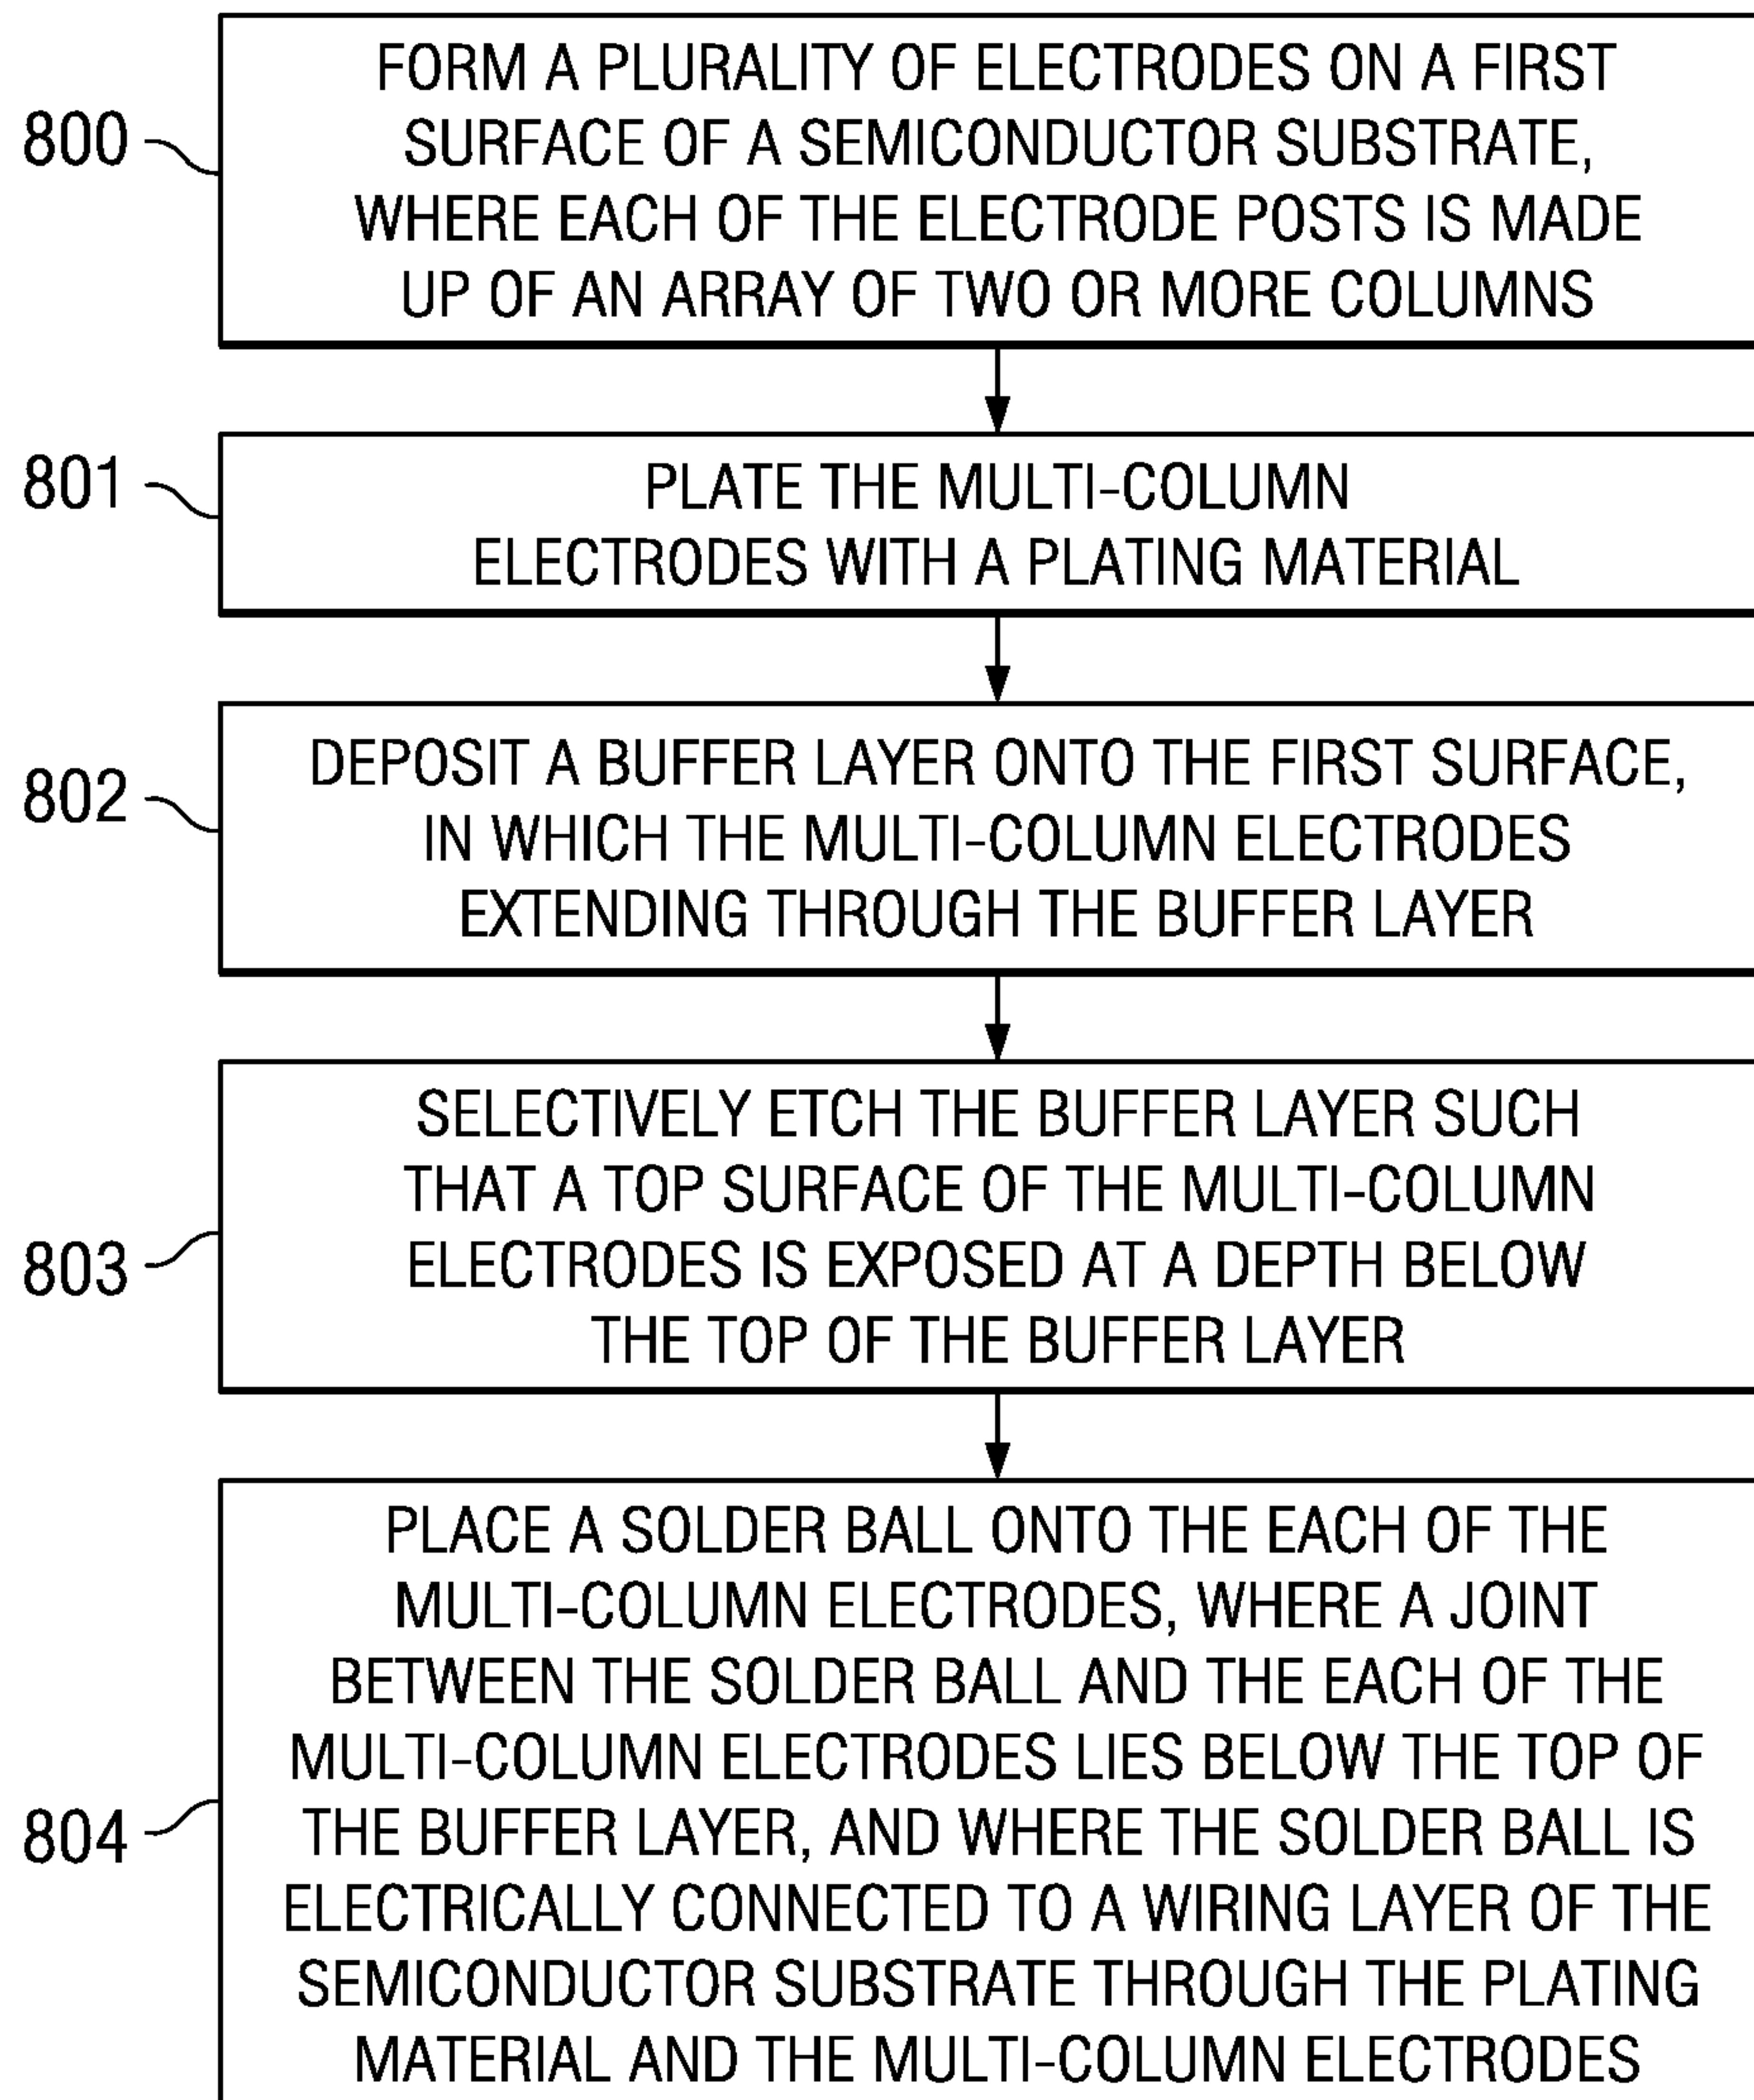 800
FORM A PLURALITY OF ELECTRODES ON A FIRST
SURFACE OF A SEMICONDUCTOR SUBSTRATE,
WHERE EACH OF THE ELECTRODE POSTS IS MADE
UP OF AN ARRAY OF TWO OR MORE COLUMNS
801
PLATE THE MULTI-COLUMN
ELECTRODES WITH A PLATING MATERIAL
802
DEPOSIT A BUFFER LAYER ONTO THE FIRST SURFACE,
IN WHICH THE MULTI-COLUMN ELECTRODES
EXTENDING THROUGH THE BUFFER LAYER
803
SELECTIVELY ETCH THE BUFFER LAYER SUCH
THAT A TOP SURFACE OF THE MULTI-COLUMN
ELECTRODES IS EXPOSED AT A DEPTH BELOW
THE TOP OF THE BUFFER LAYER
804
PLACE A SOLDER BALL ONTO THE EACH OF THE
MULTI-COLUMN ELECTRODES, WHERE A JOINT
BETWEEN THE SOLDER BALL AND THE EACH OF THE
MULTI-COLUMN ELECTRODES LIES BELOW THE TOP OF
THE BUFFER LAYER, AND WHERE THE SOLDER BALL IS
ELECTRICALLY CONNECTED TO A WIRING LAYER OF THE
SEMICONDUCTOR SUBSTRATE THROUGH THE PLATING
MATERIAL AND THE MULTI-COLUMN ELECTRODES